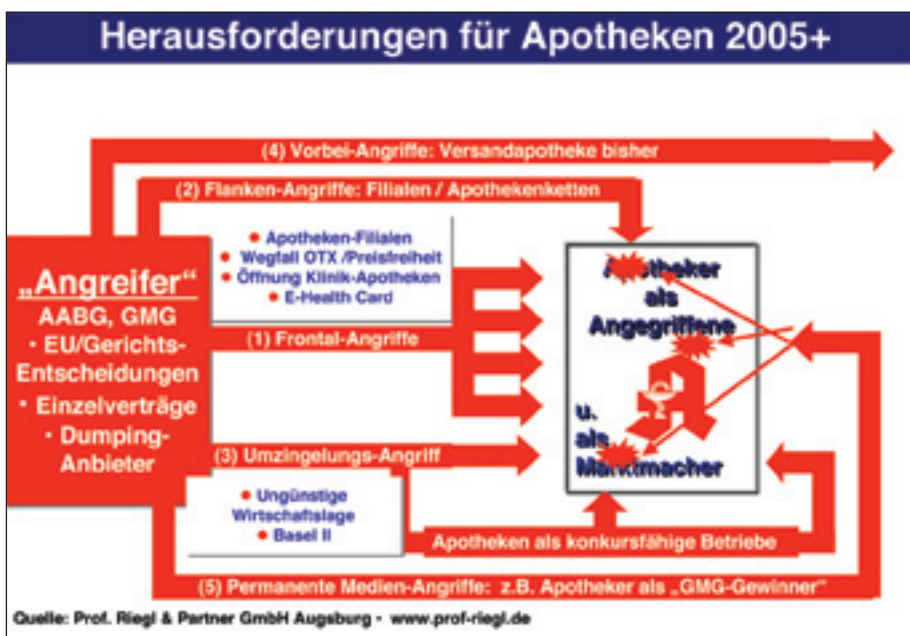 Herausforderungen für Apotheken 2005+
(4) Vorbei-Angriffe: Versandapotheke bisher
(2) Flanken-Angriffe: Filialen / Apothekenketten
• Apotheken-Filialen
• Wegfall OTX /Preisfreiheit
• Öffnung Klinik-Apotheken
• E-Health Card
„Angreifer“
AABG, GMG
• EU/Gerichts-
Entscheidungen
• Einzelverträge
• Dumping-
Anbieter
(1) Frontal-Angriffe
Apotheker
als
Angegriffene
u.
als
Marktmacher
(3) Umzingelungs-Angriff
• Ungünstige
Wirtschaftslage
• Basel II
Apotheken als konkursfähige Betriebe
(5) Permanente Medien-Angriffe: z.B. Apotheker als „GMG-Gewinner“
Quelle: Prof. Riegl & Partner GmbH Augsburg - www.prof-riegl.de